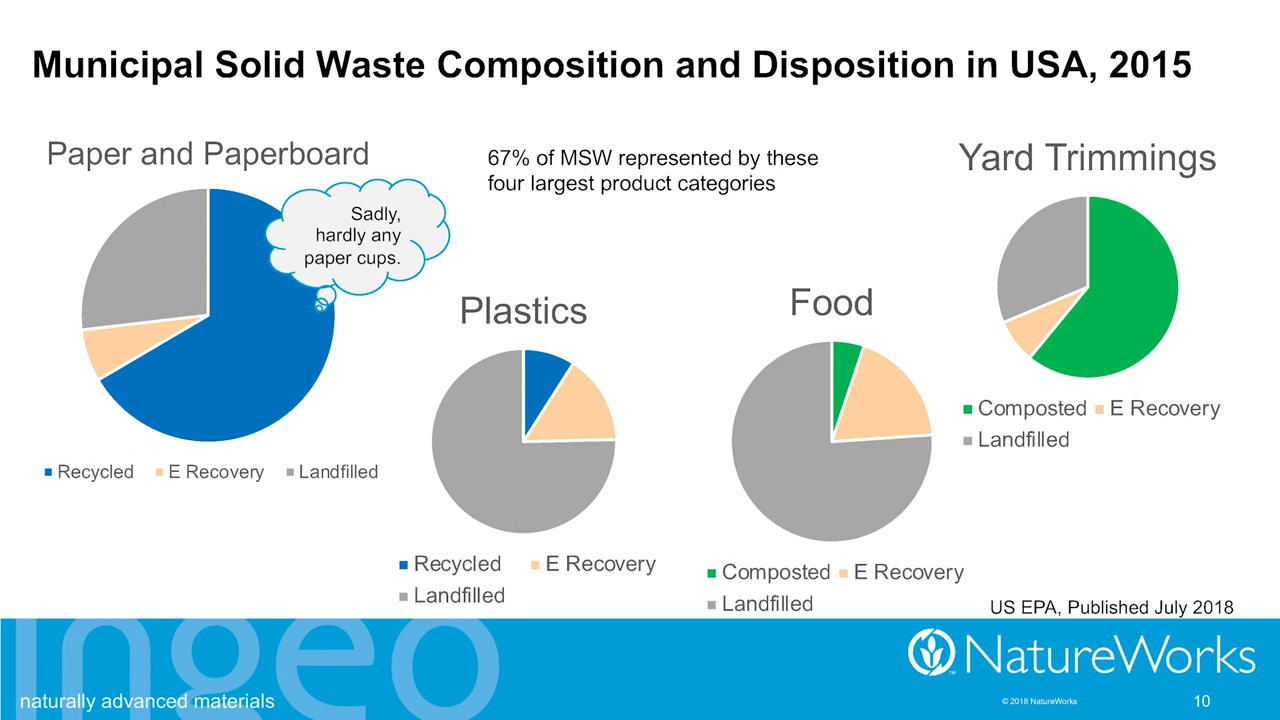 Municipal Solid Waste Composition and Disposition in USA, 2015
Paper and Paperboard
Sadly,
hardly any
paper cups.
Recycled E Recovery Landfilled
67% of MSW represented by these
four largest product categories
Plastics
Recycled E Recovery
Landfilled
Food
Composted E Recovery
Landfilled
Yard Trimmings
Composted E Recovery
Landfilled
US EPA, Published July 2018
ingeo
naturally advanced materials
NatureWorks
TM
© 2018 NatureWorks
10